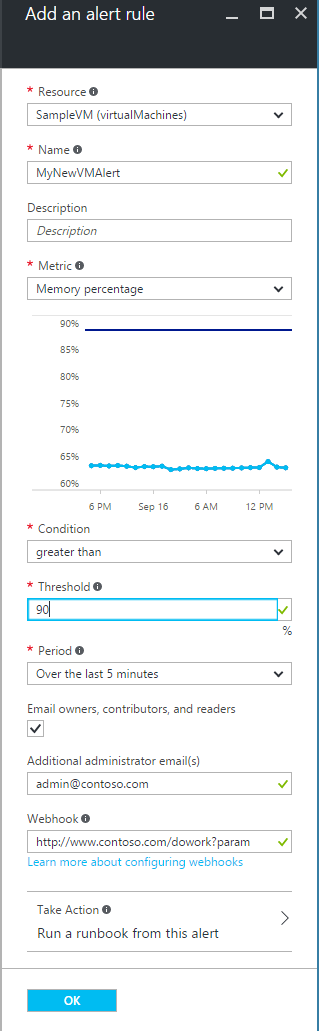 Add an alert rule
* Resource
SampleVM (virtualMachines)
* Name
MyNewVMAlert
Description
Description
* Metric
Memory percentage
90%
85%
80%
75%
70%
65%
60%
6 PM Sep 16 6 AM 12 PM
* Condition
greater than
* Threshold
90
%
* Period
Over the last 5 minutes
Email owners, contributors, and readers
Additional administrator email(s)
admin@contoso.com
Webhook
http://www.contoso.com/dowork?param
Learn more about configuring webhooks
Take Action
Run a runbook from this alert
OK